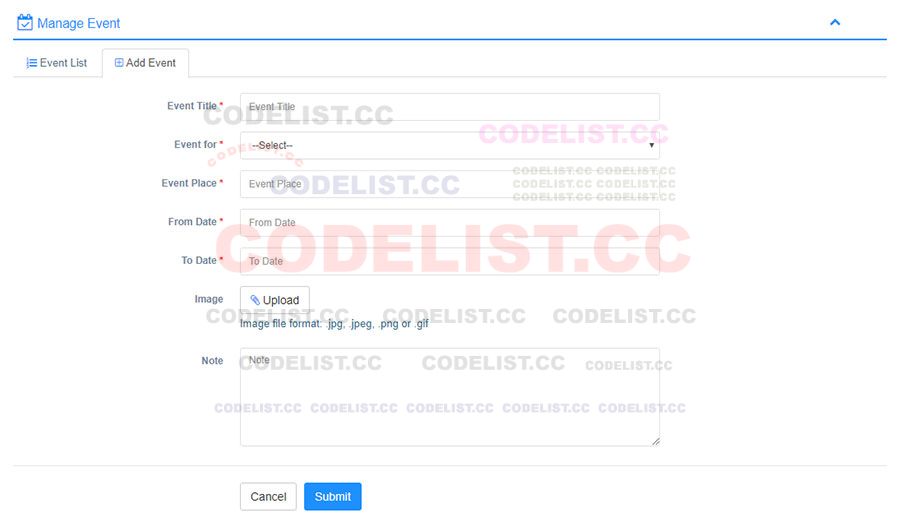 Manage Event
Event List
Add Event
Event Title *
Event Title
CODELIST.CC
CODELIST.CC
Event for *
--Select--
CODELIST.CC
Event Place *
Event Place
CODELIST.CC
CODELIST.CC CODELIST.CC
CODELIST.CC CODELIST.CC
CODELIST.CC CODELIST.CC
From Date *
From Date
CODELIST.CC
To Date *
To Date
Image
Upload
CODELIST.CC CODELIST.CC CODELIST.CC
Image file format: .jpg, .jpeg, .png or .gif
Note
Note
CODELIST.CC CODELIST.CC CODELIST.CC
CODELIST.CC CODELIST.CC CODELIST.CC CODELIST.CC CODELIST.CC
Cancel
Submit